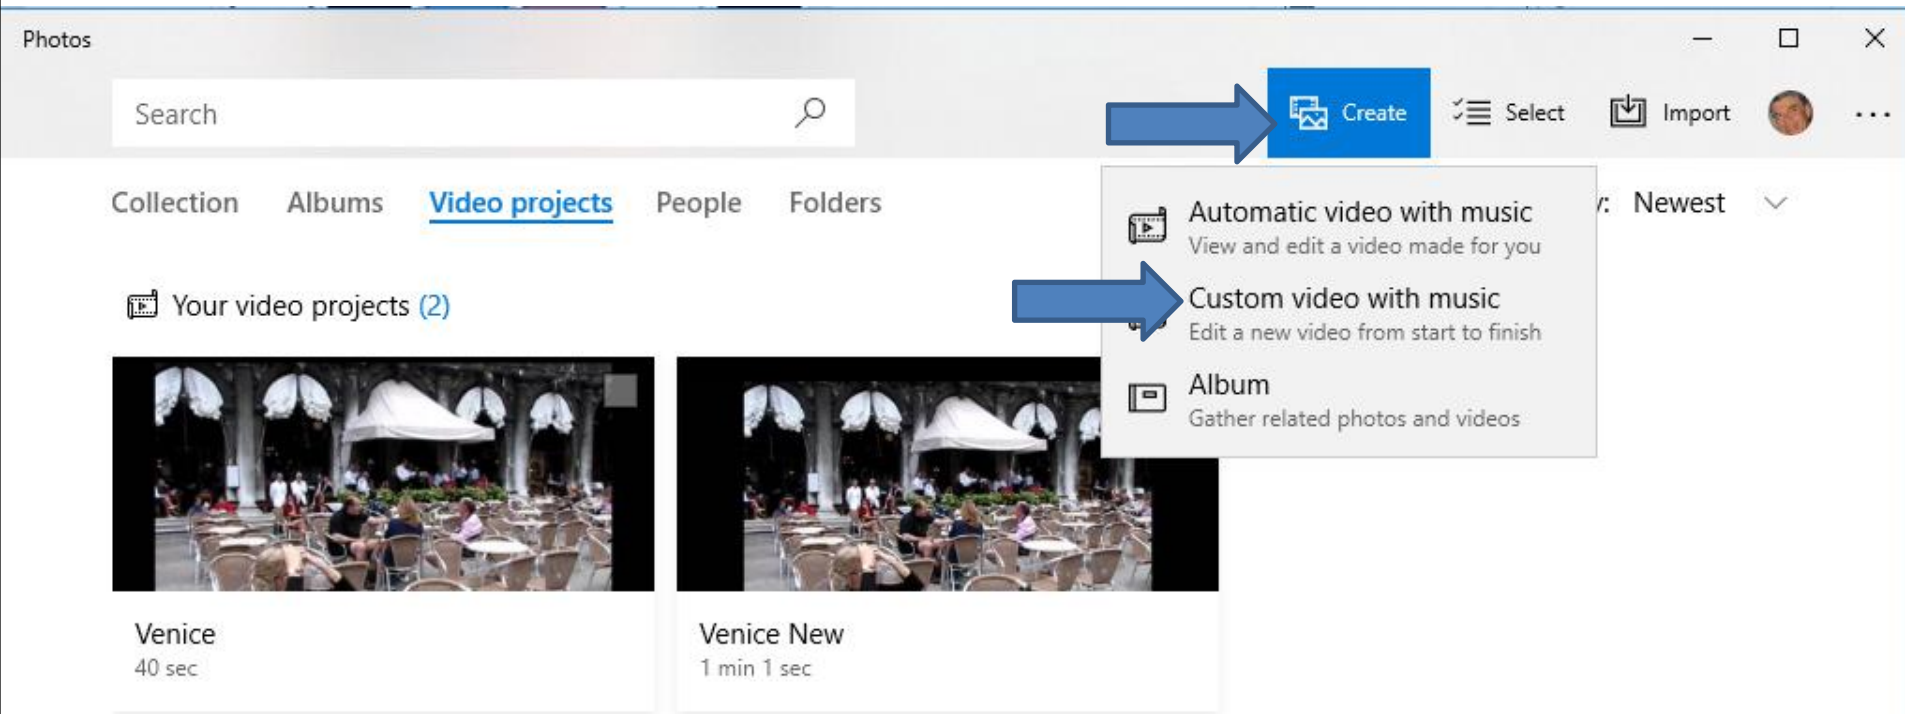 Photos
Search
Create
Select
Import
Collection
Albums
Video projects
People
Folders
Newest
Automatic video with music
View and edit a video made for you
Custom video with music
Edit a new video from start to finish
Album
Gather related photos and videos
Your video projects (2)
Venice
40 sec
Venice New
1 min 1 sec